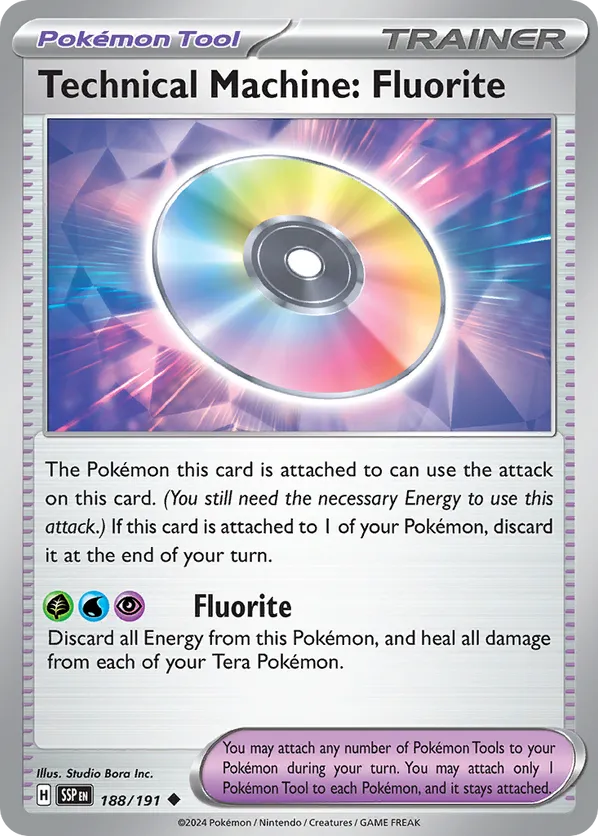 Pokémon Tool
TRAINER
Technical Machine: Fluorite
The Pokémon this card is attached to can use the attack
on this card. (You still need the necessary Energy to use this
attack.) If this card is attached to 1 of your Pokémon, discard
it at the end of your turn.
Fluorite
Discard all Energy from this Pokémon, and heal all damage
from each of your Tera Pokémon.
You may attach any number of Pokémon Tools to your
Pokémon during your turn. You may attach only 1
Pokémon Tool to each Pokémon, and it stays attached.
Illus. Studio Bora Inc.
H SSP EN 188/191
©2024 Pokémon / Nintendo / Creatures / GAME FREAK